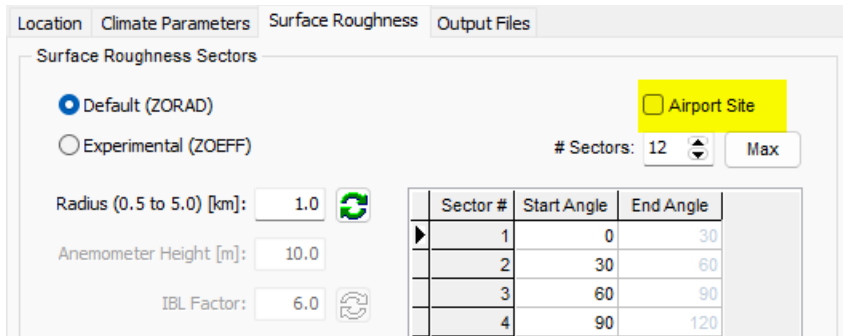 Location Climate Parameters Surface Roughness Output Files
Surface Roughness Sectors
Default (ZORAD)
Airport Site
Experimental (ZOEFF)
# Sectors: 12 Max
Radius (0.5 to 5.0) [km]: 1.0
Anemometer Height [m]: 10.0
IBL Factor: 6.0
Sector # Start Angle End Angle
1 0 30
2 30 60
3 60 90
4 90 120